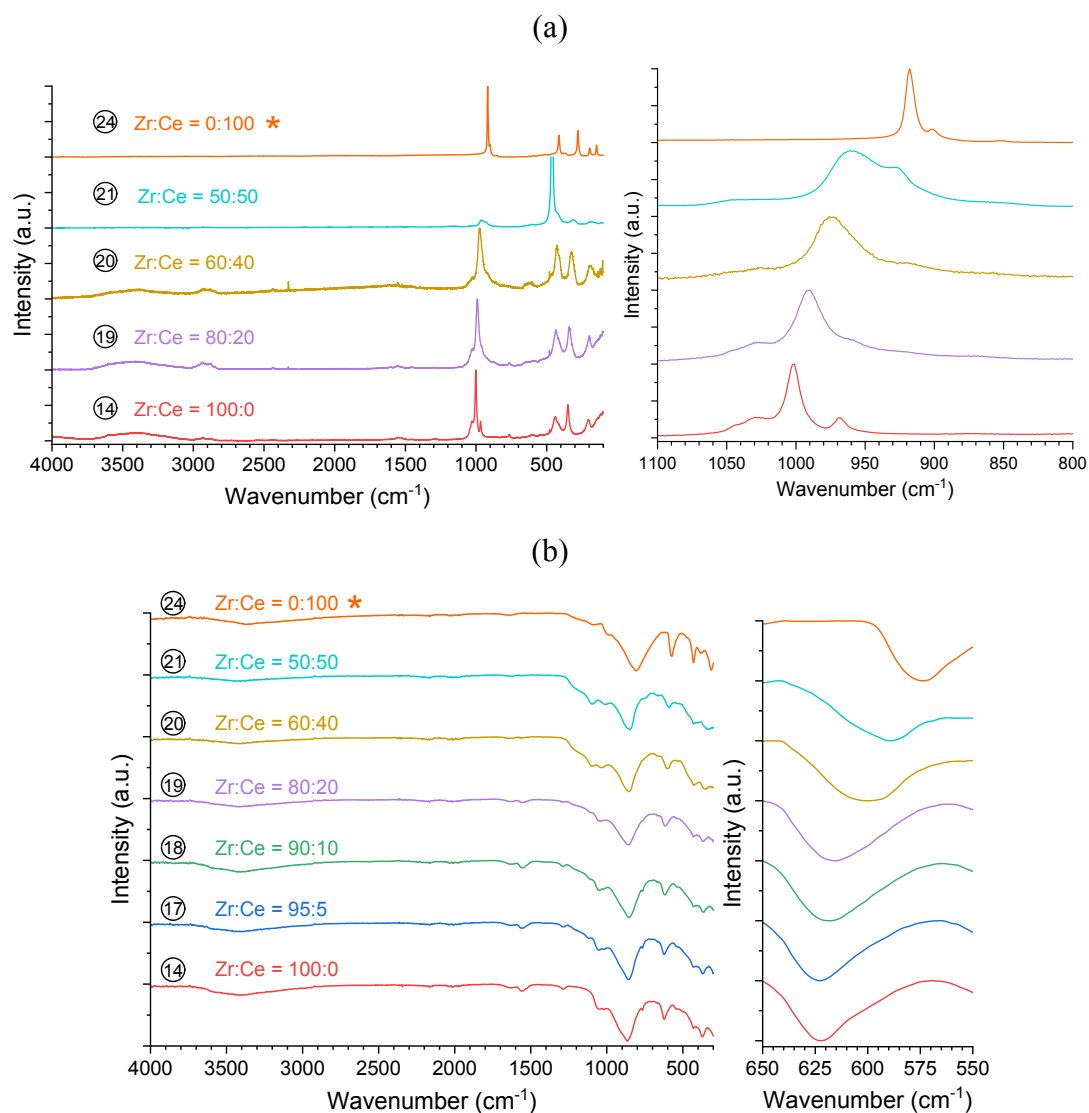 (a)
24 Zr:Ce = 0:100 *
21 Zr:Ce = 50:50
20 Zr:Ce = 60:40
19 Zr:Ce = 80:20
14 Zr:Ce = 100:0
Intensity (a.u.)
4000 3500 3000 2500 2000 1500 1000 500
Wavenumber (cm⁻¹)
Intensity (a.u.)
1100 1050 1000 950 900 850 800
Wavenumber (cm⁻¹)
(b)
24 Zr:Ce = 0:100 *
21 Zr:Ce = 50:50
20 Zr:Ce = 60:40
19 Zr:Ce = 80:20
18 Zr:Ce = 90:10
17 Zr:Ce = 95:5
14 Zr:Ce = 100:0
Intensity (a.u.)
4000 3500 3000 2500 2000 1500 1000 500
Wavenumber (cm⁻¹)
Intensity (a.u.)
650 625 600 575 550
Wavenumber (cm⁻¹)